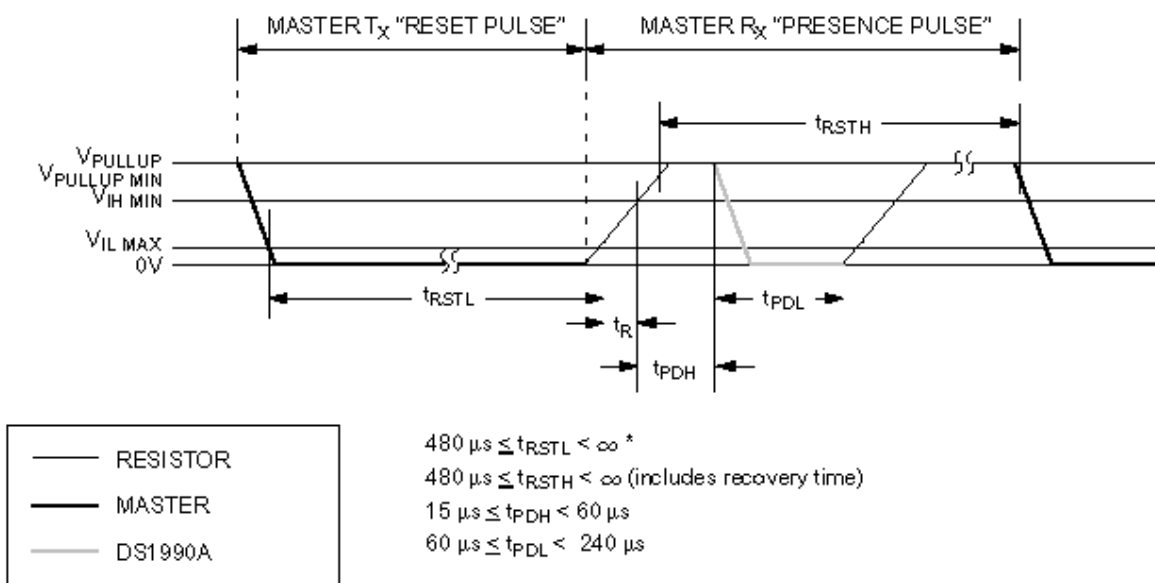 MASTER TX "RESET PULSE"
MASTER RX "PRESENCE PULSE"
tRSTH
VPULLUP
VPULLUP MIN
VIH MIN
VIL MAX
0V
tRSTL
tR
tPDL
tPDH
RESISTOR
MASTER
DS1990A
480 µs ≤ tRSTL < ∞ *
480 µs ≤ tRSTH < ∞ (includes recovery time)
15 µs ≤ tPDH < 60 µs
60 µs ≤ tPDL < 240 µs